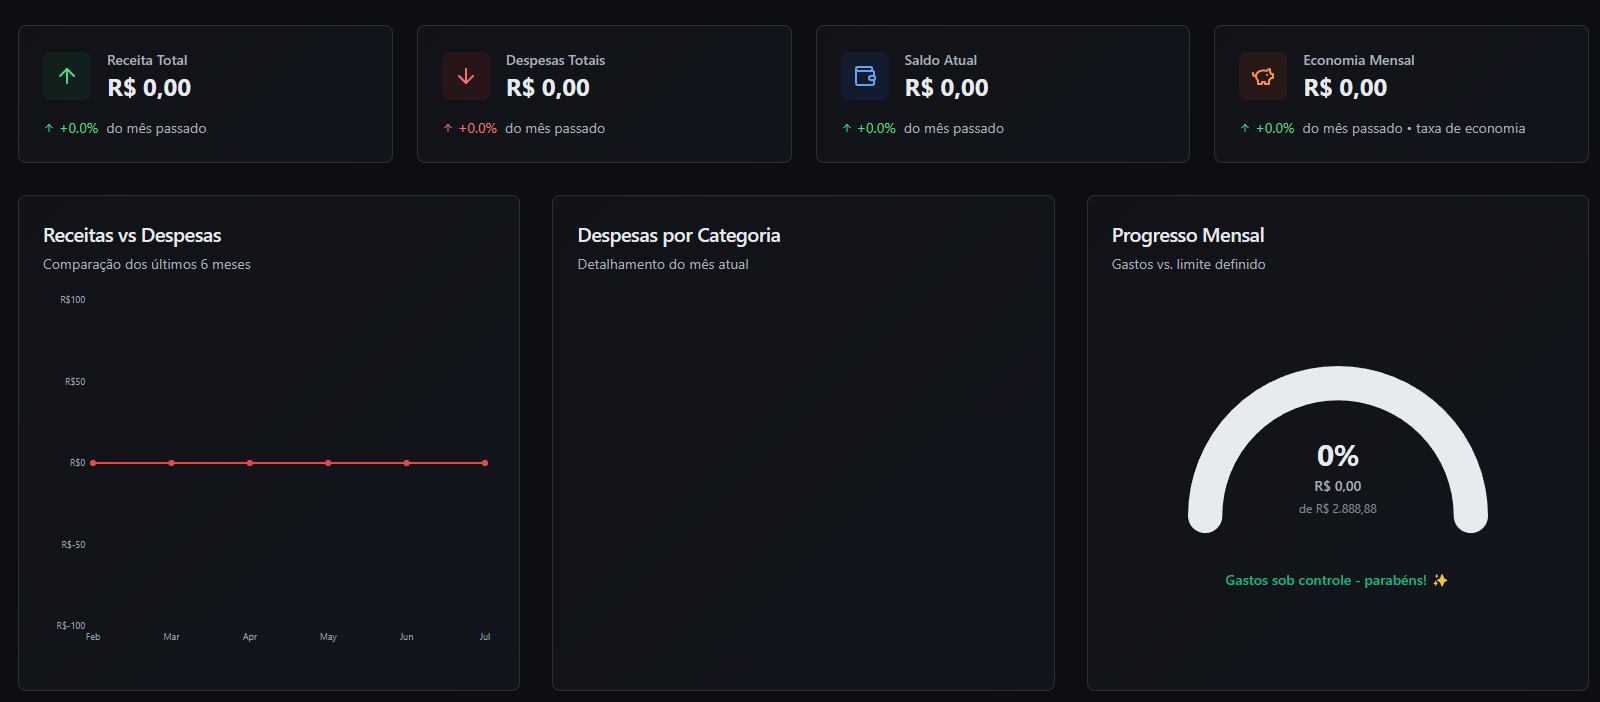 Receita Total
R$ 0,00
↑ +0.0% do mês passado
Despesas Totais
R$ 0,00
↑ +0.0% do mês passado
Saldo Atual
R$ 0,00
↑ +0.0% do mês passado
Economia Mensal
R$ 0,00
↑ +0.0% do mês passado • taxa de economia
Receitas vs Despesas
Comparação dos últimos 6 meses
R$100
R$50
R$0
R$-50
R$-100
Feb Mar Apr May Jun Jul
Despesas por Categoria
Detalhamento do mês atual
Progresso Mensal
Gastos vs. limite definido
0%
R$ 0,00
de R$ 2.888,88
Gastos sob controle - parabéns! ✨